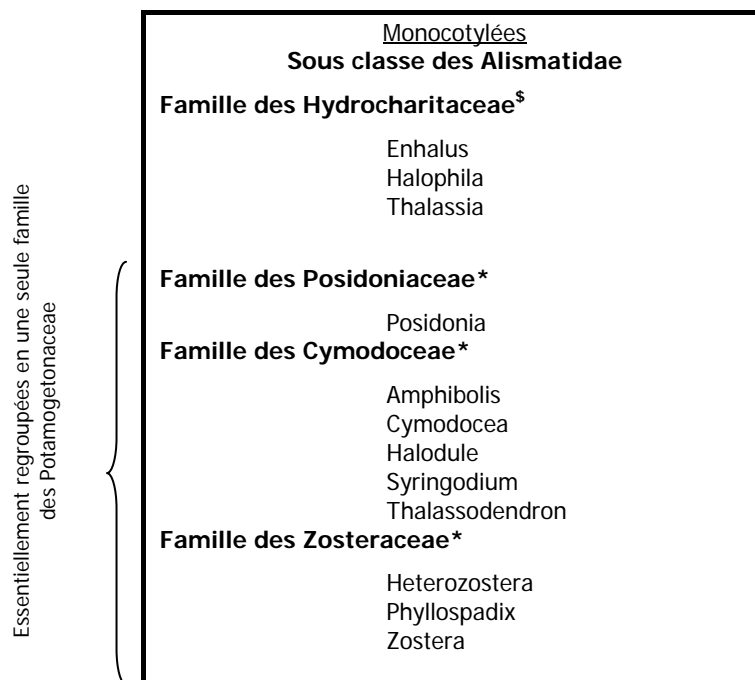 Monocotylées
Sous classe des Alismatidae
Famille des Hydrocharitaceae$
Enhalus
Halophila
Thalassia
Essentiellement regroupées en une seule famille
des Potamogetonaceae
Famille des Posidoniaceae*
Posidonia
Famille des Cymodoceae*
Amphibolis
Cymodocea
Halodule
Syringodium
Thalassodendron
Famille des Zosteraceae*
Heterozostera
Phyllospadix
Zostera